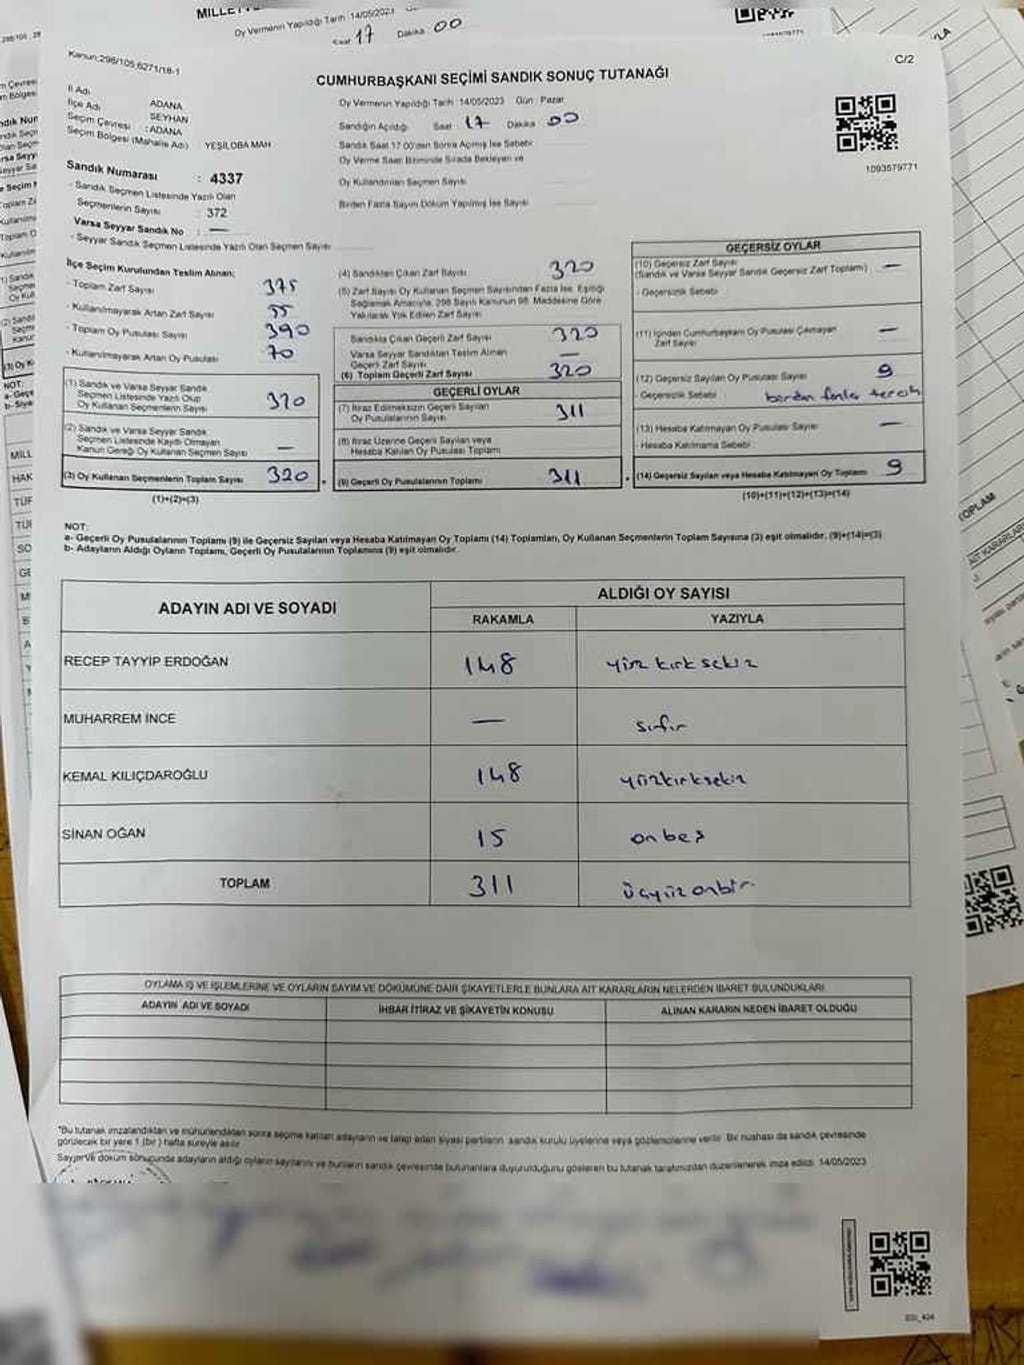 Oy Vermenin Yapıldığı Tarih 14/05/2023
Saat 17 Dakika 00
Kanun:298/105,6271/18-1
C/2
CUMHURBAŞKANI SEÇİMİ SANDIK SONUÇ TUTANAĞI
İl Adı ADANA
İlçe Adı SEYHAN
Seçim Çevresi : ADANA
Seçim Bölgesi (Mahalle Adı) YEŞİLOBA MAH
Sandık Numarası : 4337
- Sandık Seçmen Listesinde Yazılı Olan
Seçmenlerin Sayısı : 372
Varsa Seyyar Sandık No : —
- Seyyar Sandık Seçmen Listesinde Yazılı Olan Seçmen Sayısı
Oy Vermenin Yapıldığı Tarih :14/05/2023 Gün : Pazar
Sandığın Açıldığı Saat 17 Dakika 00
Sandık Saat 17:00'den Sonra Açılmış İse Sebebi
Oy Verme Saati Bitiminde Sırada Bekleyen ve
Oy Kullandırılan Seçmen Sayısı
Birden Fazla Sayım Döküm Yapılmış İse Sayısı
1093579771
İlçe Seçim Kurulundan Teslim Alınan;
- Toplam Zarf Sayısı 375
- Kullanılmayarak Artan Zarf Sayısı 55
- Toplam Oy Pusulası Sayısı 390
- Kullanılmayarak Artan Oy Pusulası 70
(1) Sandık ve Varsa Seyyar Sandık
Seçmen Listesinde Yazılı Olup
Oy Kullanan Seçmenlerin Sayısı 320
(2) Sandık ve Varsa Seyyar Sandık
Seçmen Listesinde Kaydı Olmayan
Kanun Gereği Oy Kullanan Seçmen Sayısı —
(3) Oy Kullanan Seçmenlerin Toplam Sayısı 320
(1)+(2)=(3)
(4) Sandıktan Çıkan Zarf Sayısı 320
(5) Zarf Sayısı Oy Kullanan Seçmen Sayısından Fazla İse, Eşitliği
Sağlamak Amacıyla, 298 Sayılı Kanunun 98. Maddesine Göre
Yakılarak Yok Edilen Zarf Sayısı
Sandıkta Çıkan Geçerli Zarf Sayısı 320
Varsa Seyyar Sandıktan Teslim Alınan
Geçerli Zarf Sayısı —
(6) Toplam Geçerli Zarf Sayısı 320
GEÇERLİ OYLAR
(7) İtiraz Edilmeksizin Geçerli Sayılan
Oy Pusulalarının Sayısı 311
(8) İtiraz Üzerine Geçerli Sayılan veya
Hesaba Katılan Oy Pusulaları Toplamı
(9) Geçerli Oy Pusulalarının Toplamı 311
GEÇERSİZ OYLAR
(10) Geçersiz Zarf Sayısı
(Sandık ve Varsa Seyyar Sandık Geçersiz Zarf Toplamı) —
- Geçersizlik Sebebi
(11) İçinden Cumhurbaşkanı Oy Pusulası Çıkmayan
Zarf Sayısı —
(12) Geçersiz Sayılan Oy Pusulası Sayısı 9
- Geçersizlik Sebebi : birden fazla tercih
(13) Hesaba Katılmayan Oy Pusulası Sayısı —
- Hesaba Katılmama Sebebi
(14) Geçersiz Sayılan veya Hesaba Katılmayan Oy Toplamı 9
(10)+(11)+(12)+(13)=(14)
NOT:
a- Geçerli Oy Pusulalarının Toplamı (9) ile Geçersiz Sayılan veya Hesaba Katılmayan Oy Toplamı (14) Toplamları, Oy Kullanan Seçmenlerin Toplam Sayısına (3) eşit olmalıdır. (9)+(14)=(3)
b- Adayların Aldığı Oyların Toplamı, Geçerli Oy Pusulalarının Toplamına (9) eşit olmalıdır.
ADAYIN ADI VE SOYADI ALDIĞI OY SAYISI
RAKAMLA YAZIYLA
RECEP TAYYİP ERDOĞAN 148 yüz kırk sekiz
MUHARREM İNCE — sıfır
KEMAL KILIÇDAROĞLU 148 yüzkırksekiz
SİNAN OĞAN 15 on beş
TOPLAM 311 üçyüzonbir
OYLAMA İŞ VE İŞLEMLERİNE VE OYLARIN SAYIM VE DÖKÜMÜNE DAİR ŞİKAYETLERLE BUNLARA AİT KARARLARIN NELERDEN İBARET BULUNDUKLARI
ADAYIN ADI VE SOYADI İHBAR İTİRAZ VE ŞİKAYETİN KONUSU ALINAN KARARIN NEDEN İBARET OLDUĞU
*Bu tutanak imzalandıktan ve mühürlendikten sonra seçime katılan adayların ve talep eden siyasi partilerin sandık kurulu üyelerine veya gözlemcilerine verilir. Bir nüshası da sandık çevresinde
görülecek bir yere 1 (bir) hafta süreyle asılır.
Sayım ve döküm sonucunda adayların aldığı oyların sayılarını ve bunların sandık çevresinde bulunanlara duyurulduğunu gösteren bu tutanak tarafımızdan düzenlenerek imza edildi. 14/05/2023